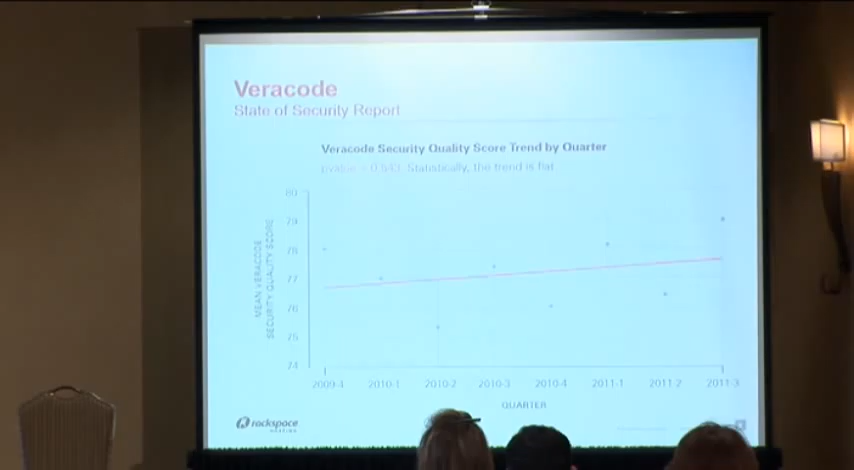 Veracode
State of Security Report
Veracode Security Quality Score Trend by Quarter
Statistically, the trend is flat
80
79
78
77
76
75
74
MEAN VERACODE
SECURITY QUALITY SCORE
2009-4 2010-1 2010-2 2010-3 2010-4 2011-1 2011-2 2011-3
QUARTER
rackspace
HOSTING